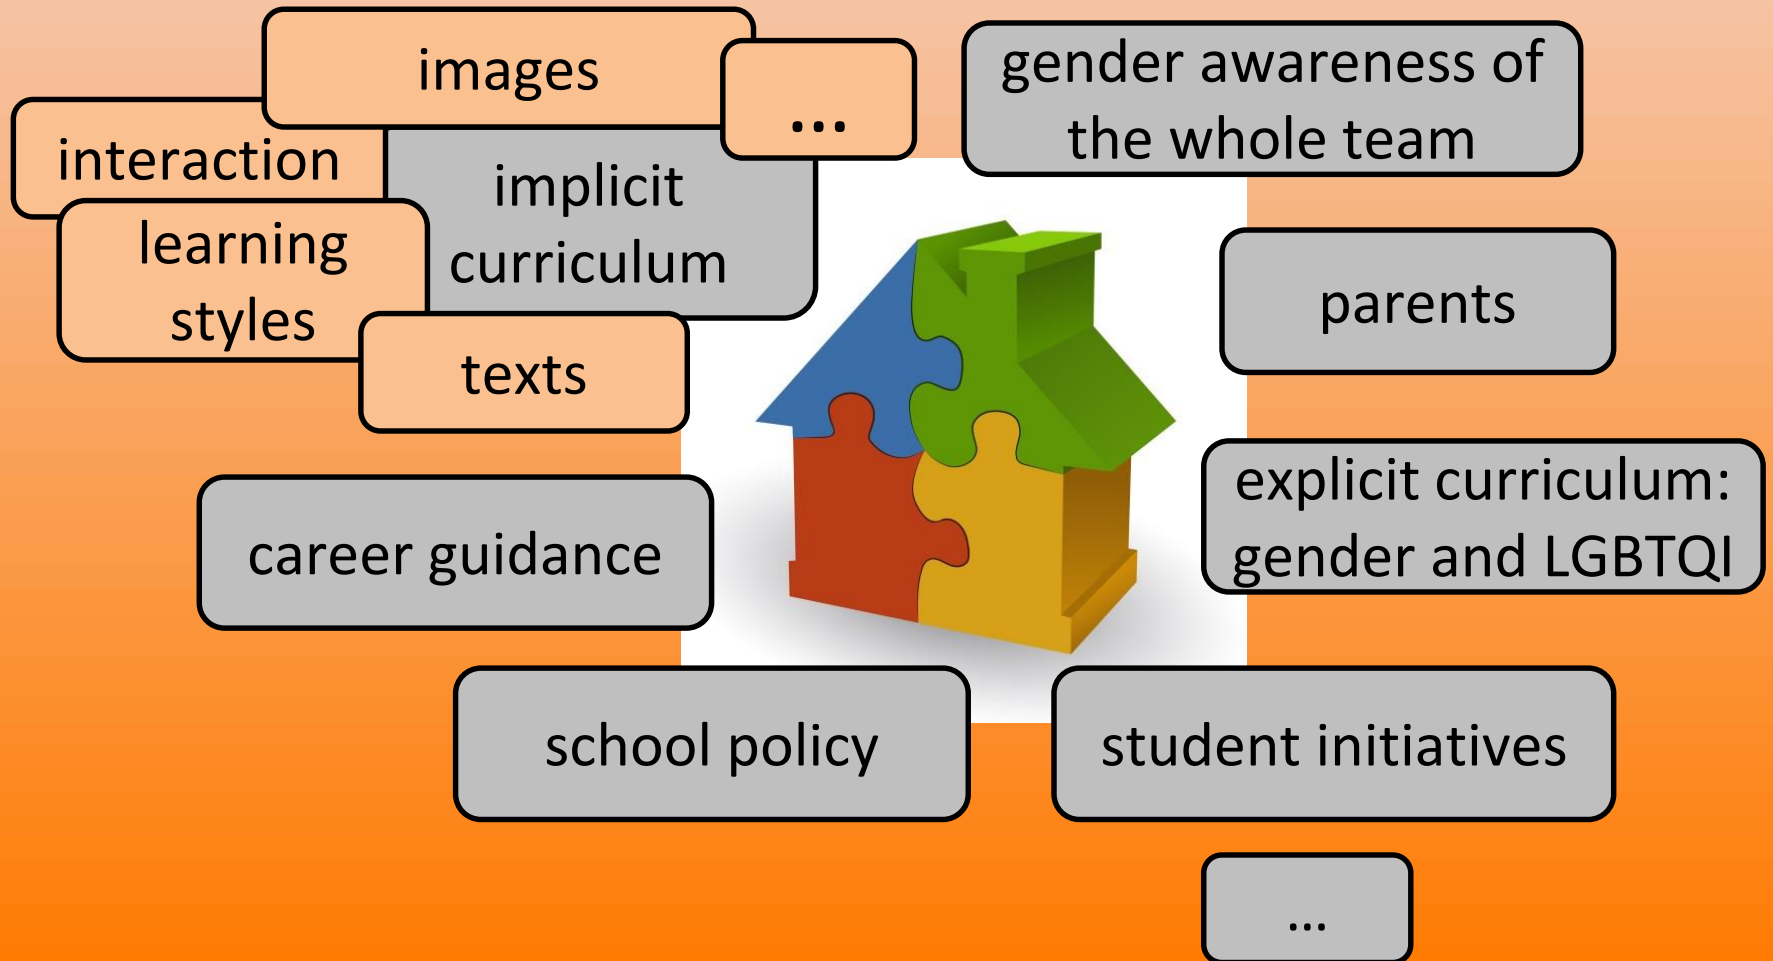 images
...
interaction
implicit
curriculum
learning
styles
texts
gender awareness of
the whole team
parents
explicit curriculum:
gender and LGBTQI
career guidance
school policy
student initiatives
...